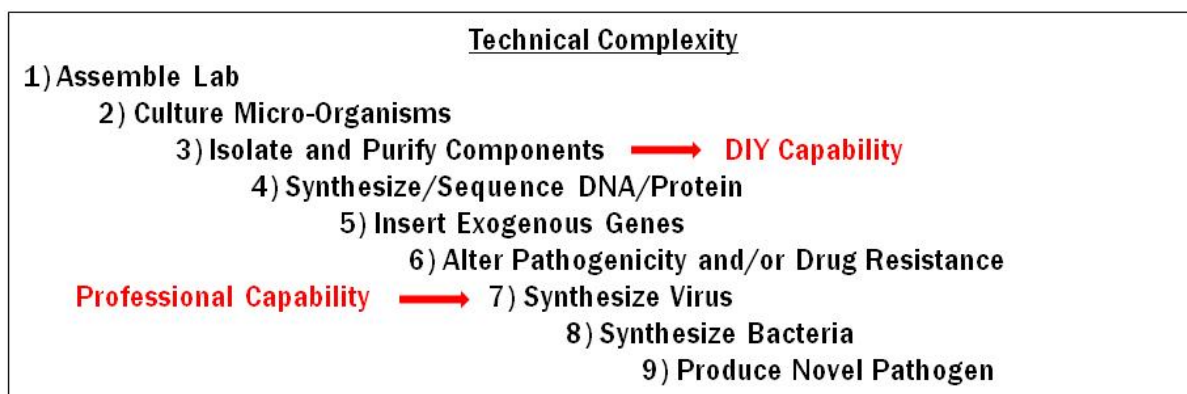 Technical Complexity
1) Assemble Lab
2) Culture Micro-Organisms
3) Isolate and Purify Components DIY Capability
4) Synthesize/Sequence DNA/Protein
5) Insert Exogenous Genes
6) Alter Pathogenicity and/or Drug Resistance
Professional Capability 7) Synthesize Virus
8) Synthesize Bacteria
9) Produce Novel Pathogen